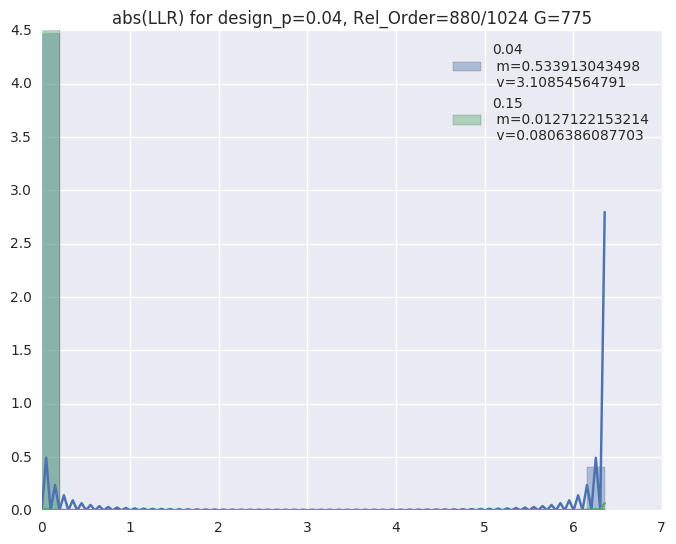 abs(LLR) for design_p=0.04, Rel_Order=880/1024 G=775
0.04
m=0.533913043498
v=3.10854564791
0.15
m=0.0127122153214
v=0.0806386087703
4.5
4.0
3.5
3.0
2.5
2.0
1.5
1.0
0.5
0.0
0 1 2 3 4 5 6 7